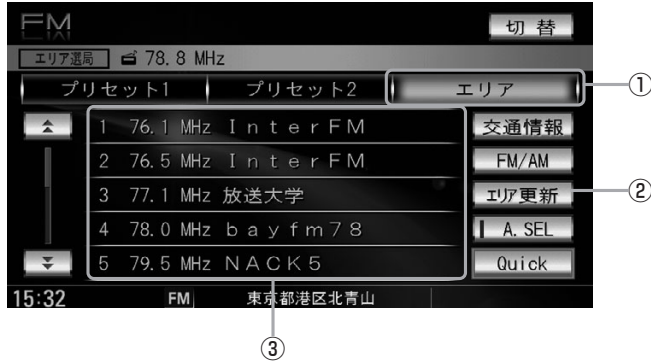 FM
切 替
エリア選局 78.8 MHz
プリセット1 プリセット2 エリア ①
1 76.1 MHz InterFM 交通情報
2 76.5 MHz InterFM FM/AM
3 77.1 MHz 放送大学 エリア更新 ②
4 78.0 MHz bayfm78 A.SEL
5 79.5 MHz NACK5 Quick
15:32 FM 東京都港区北青山
③